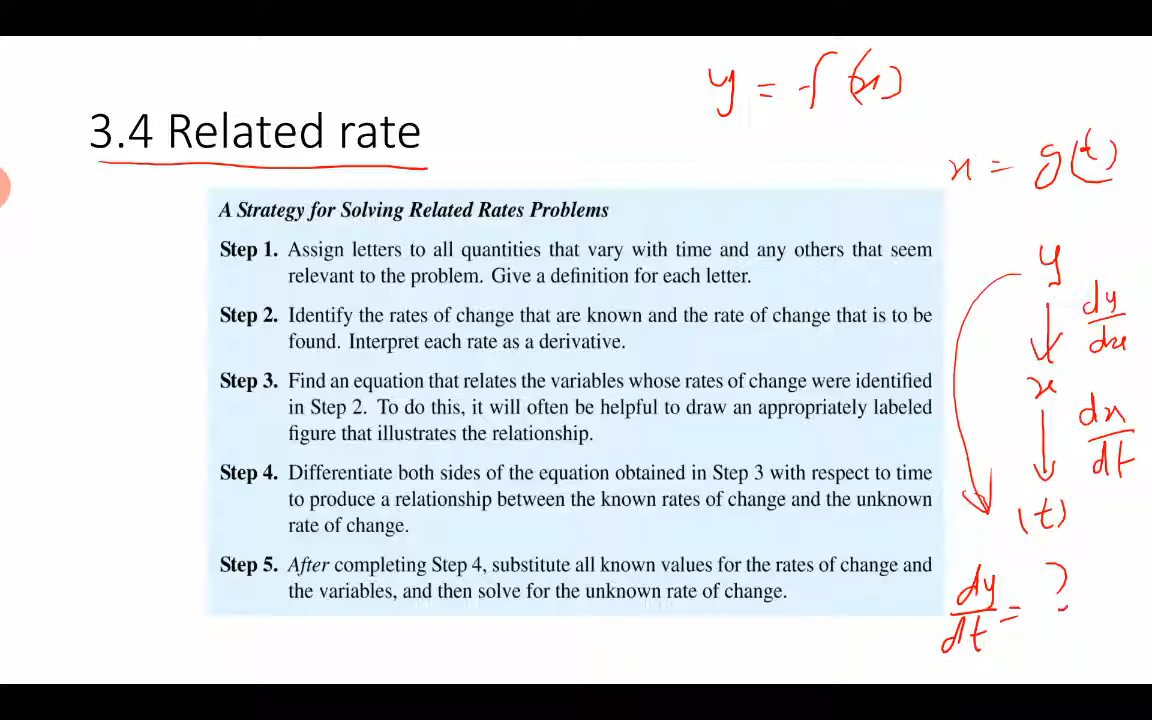 y = f(x)
3.4 Related rate
x = g(t)
A Strategy for Solving Related Rates Problems
Step 1. Assign letters to all quantities that vary with time and any others that seem
relevant to the problem. Give a definition for each letter.
Step 2. Identify the rates of change that are known and the rate of change that is to be
found. Interpret each rate as a derivative.
Step 3. Find an equation that relates the variables whose rates of change were identified
in Step 2. To do this, it will often be helpful to draw an appropriately labeled
figure that illustrates the relationship.
Step 4. Differentiate both sides of the equation obtained in Step 3 with respect to time
to produce a relationship between the known rates of change and the unknown
rate of change.
Step 5. After completing Step 4, substitute all known values for the rates of change and
the variables, and then solve for the unknown rate of change.
y
dy/dx
x
dx/dt
(t)
dy/dt = ?